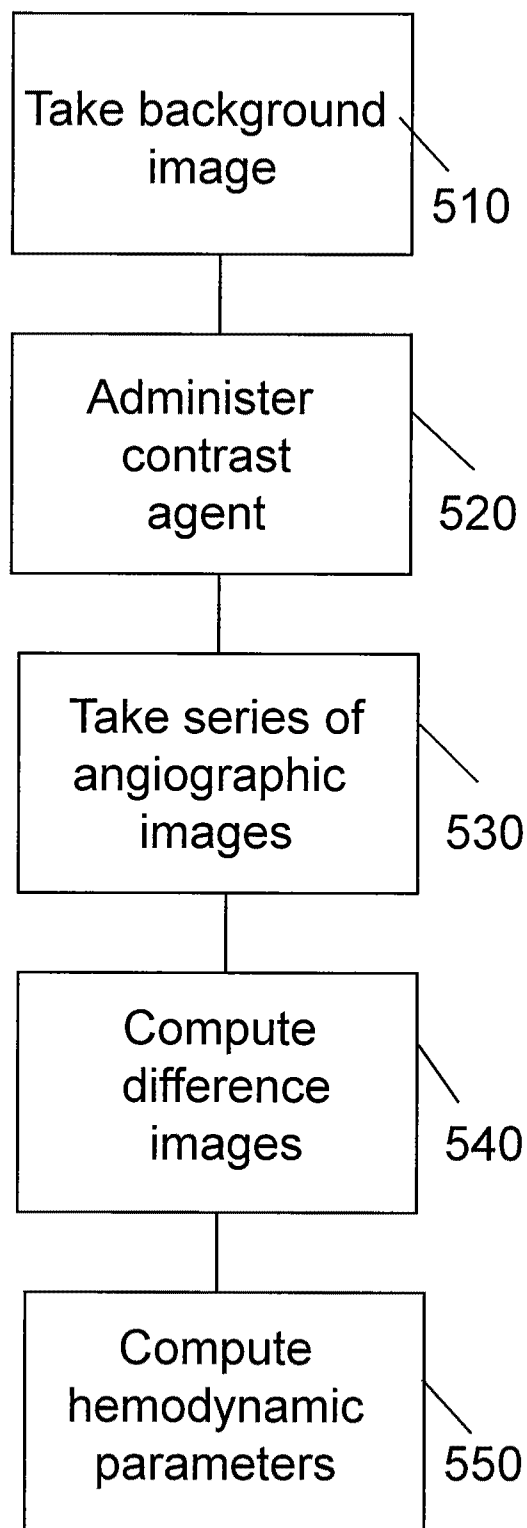 Take background
image
510
Administer
contrast
agent
520
Take series of
angiographic
images
530
Compute
difference
images
540
Compute
hemodynamic
parameters
550